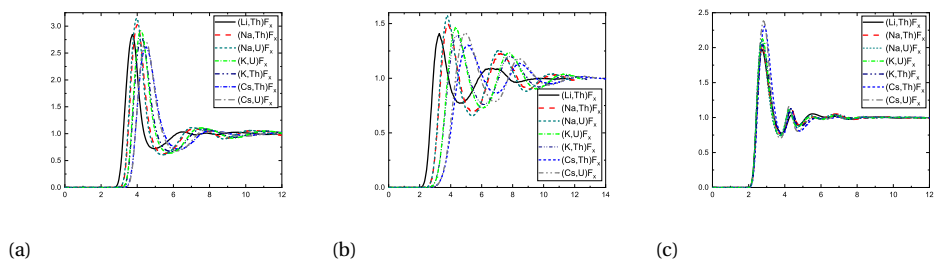 3.0
2.5
2.0
1.5
1.0
0.5
0.0
0 2 4 6 8 10 12
(Li,Th)Fₓ
(Na,Th)Fₓ
(Na,U)Fₓ
(K,U)Fₓ
(K,Th)Fₓ
(Cs,Th)Fₓ
(Cs,U)Fₓ
(a)
1.5
1.0
0.5
0.0
0 2 4 6 8 10 12 14
(Li,Th)Fₓ
(Na,Th)Fₓ
(Na,U)Fₓ
(K,U)Fₓ
(K,Th)Fₓ
(Cs,Th)Fₓ
(Cs,U)Fₓ
(b)
2.5
2.0
1.5
1.0
0.5
0.0
0 2 4 6 8 10 12
(Li,Th)Fₓ
(Na,Th)Fₓ
(Na,U)Fₓ
(K,U)Fₓ
(K,Th)Fₓ
(Cs,Th)Fₓ
(Cs,U)Fₓ
(c)